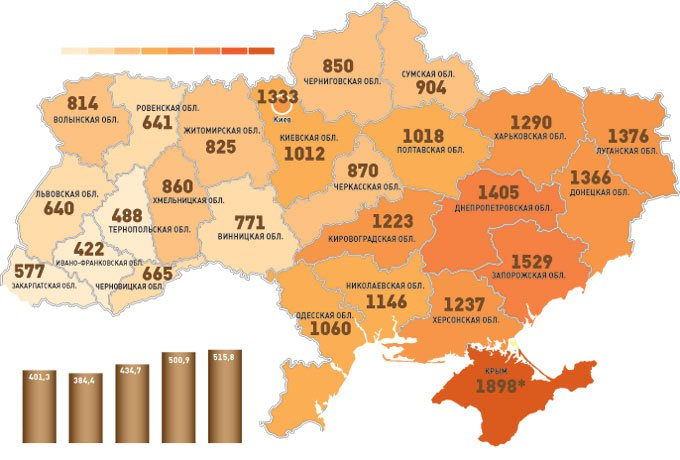 850
ЧЕРНИГОВСКАЯ ОБЛ.
СУМСКАЯ ОБЛ.
904
814
ВОЛЫНСКАЯ ОБЛ.
РОВЕНСКАЯ ОБЛ.
641
1333
Киев
ЖИТОМИРСКАЯ ОБЛ.
825
КИЕВСКАЯ ОБЛ.
1012
1018
ПОЛТАВСКАЯ ОБЛ.
1290
ХАРЬКОВСКАЯ ОБЛ.
1376
ЛУГАНСКАЯ ОБЛ.
1366
ДОНЕЦКАЯ ОБЛ.
ЛЬВОВСКАЯ ОБЛ.
640
860
ХМЕЛЬНИЦКАЯ ОБЛ.
870
ЧЕРКАССКАЯ ОБЛ.
1405
ДНЕПРОПЕТРОВСКАЯ ОБЛ.
488
ТЕРНОПОЛЬСКАЯ ОБЛ.
771
ВИННИЦКАЯ ОБЛ.
1223
КИРОВОГРАДСКАЯ ОБЛ.
422
ИВАНО-ФРАНКОВСКАЯ ОБЛ.
577
ЗАКАРПАТСКАЯ ОБЛ.
665
ЧЕРНОВИЦКАЯ ОБЛ.
1529
ЗАПОРОЖСКАЯ ОБЛ.
НИКОЛАЕВСКАЯ ОБЛ.
1146
1237
ХЕРСОНСКАЯ ОБЛ.
ОДЕССКАЯ ОБЛ.
1060
КРЫМ
1898*
401,3
384,4
434,7
500,9
515,8